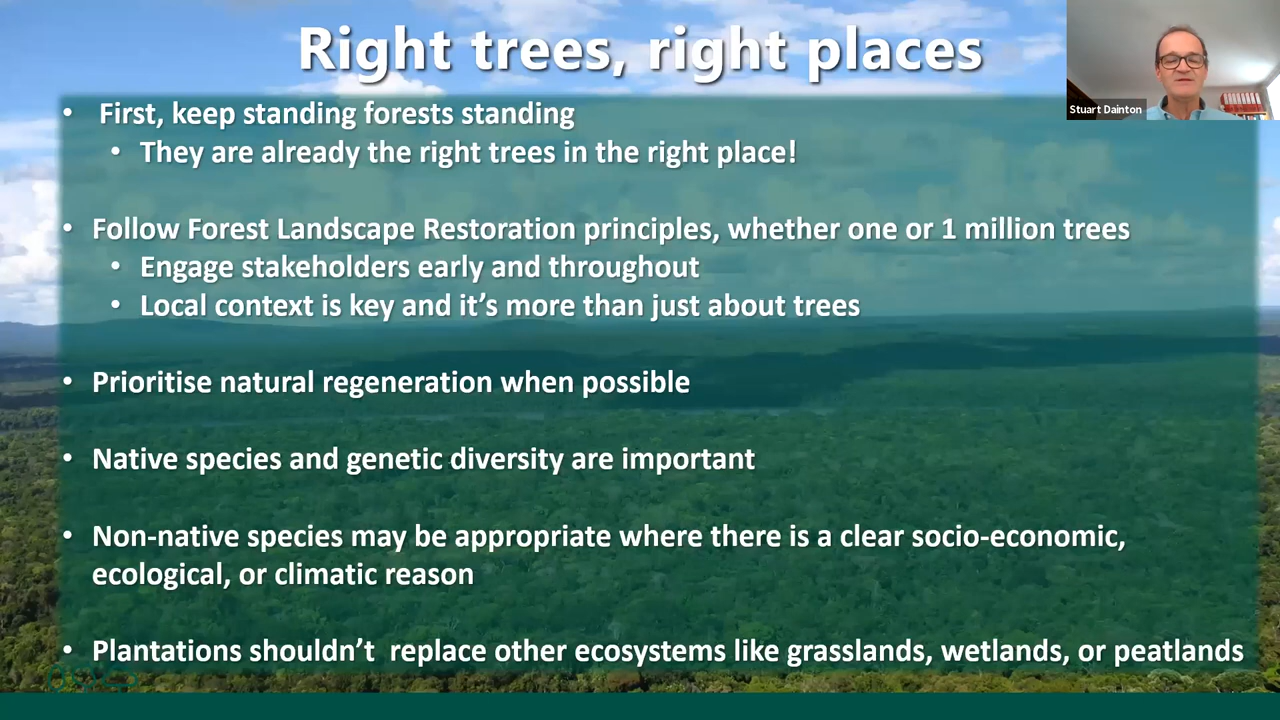 Right trees, right places
Stuart Dainton
• First, keep standing forests standing
• They are already the right trees in the right place!
• Follow Forest Landscape Restoration principles, whether one or 1 million trees
• Engage stakeholders early and throughout
• Local context is key and it’s more than just about trees
• Prioritise natural regeneration when possible
• Native species and genetic diversity are important
• Non-native species may be appropriate where there is a clear socio-economic,
ecological, or climatic reason
• Plantations shouldn’t  replace other ecosystems like grasslands, wetlands, or peatlands